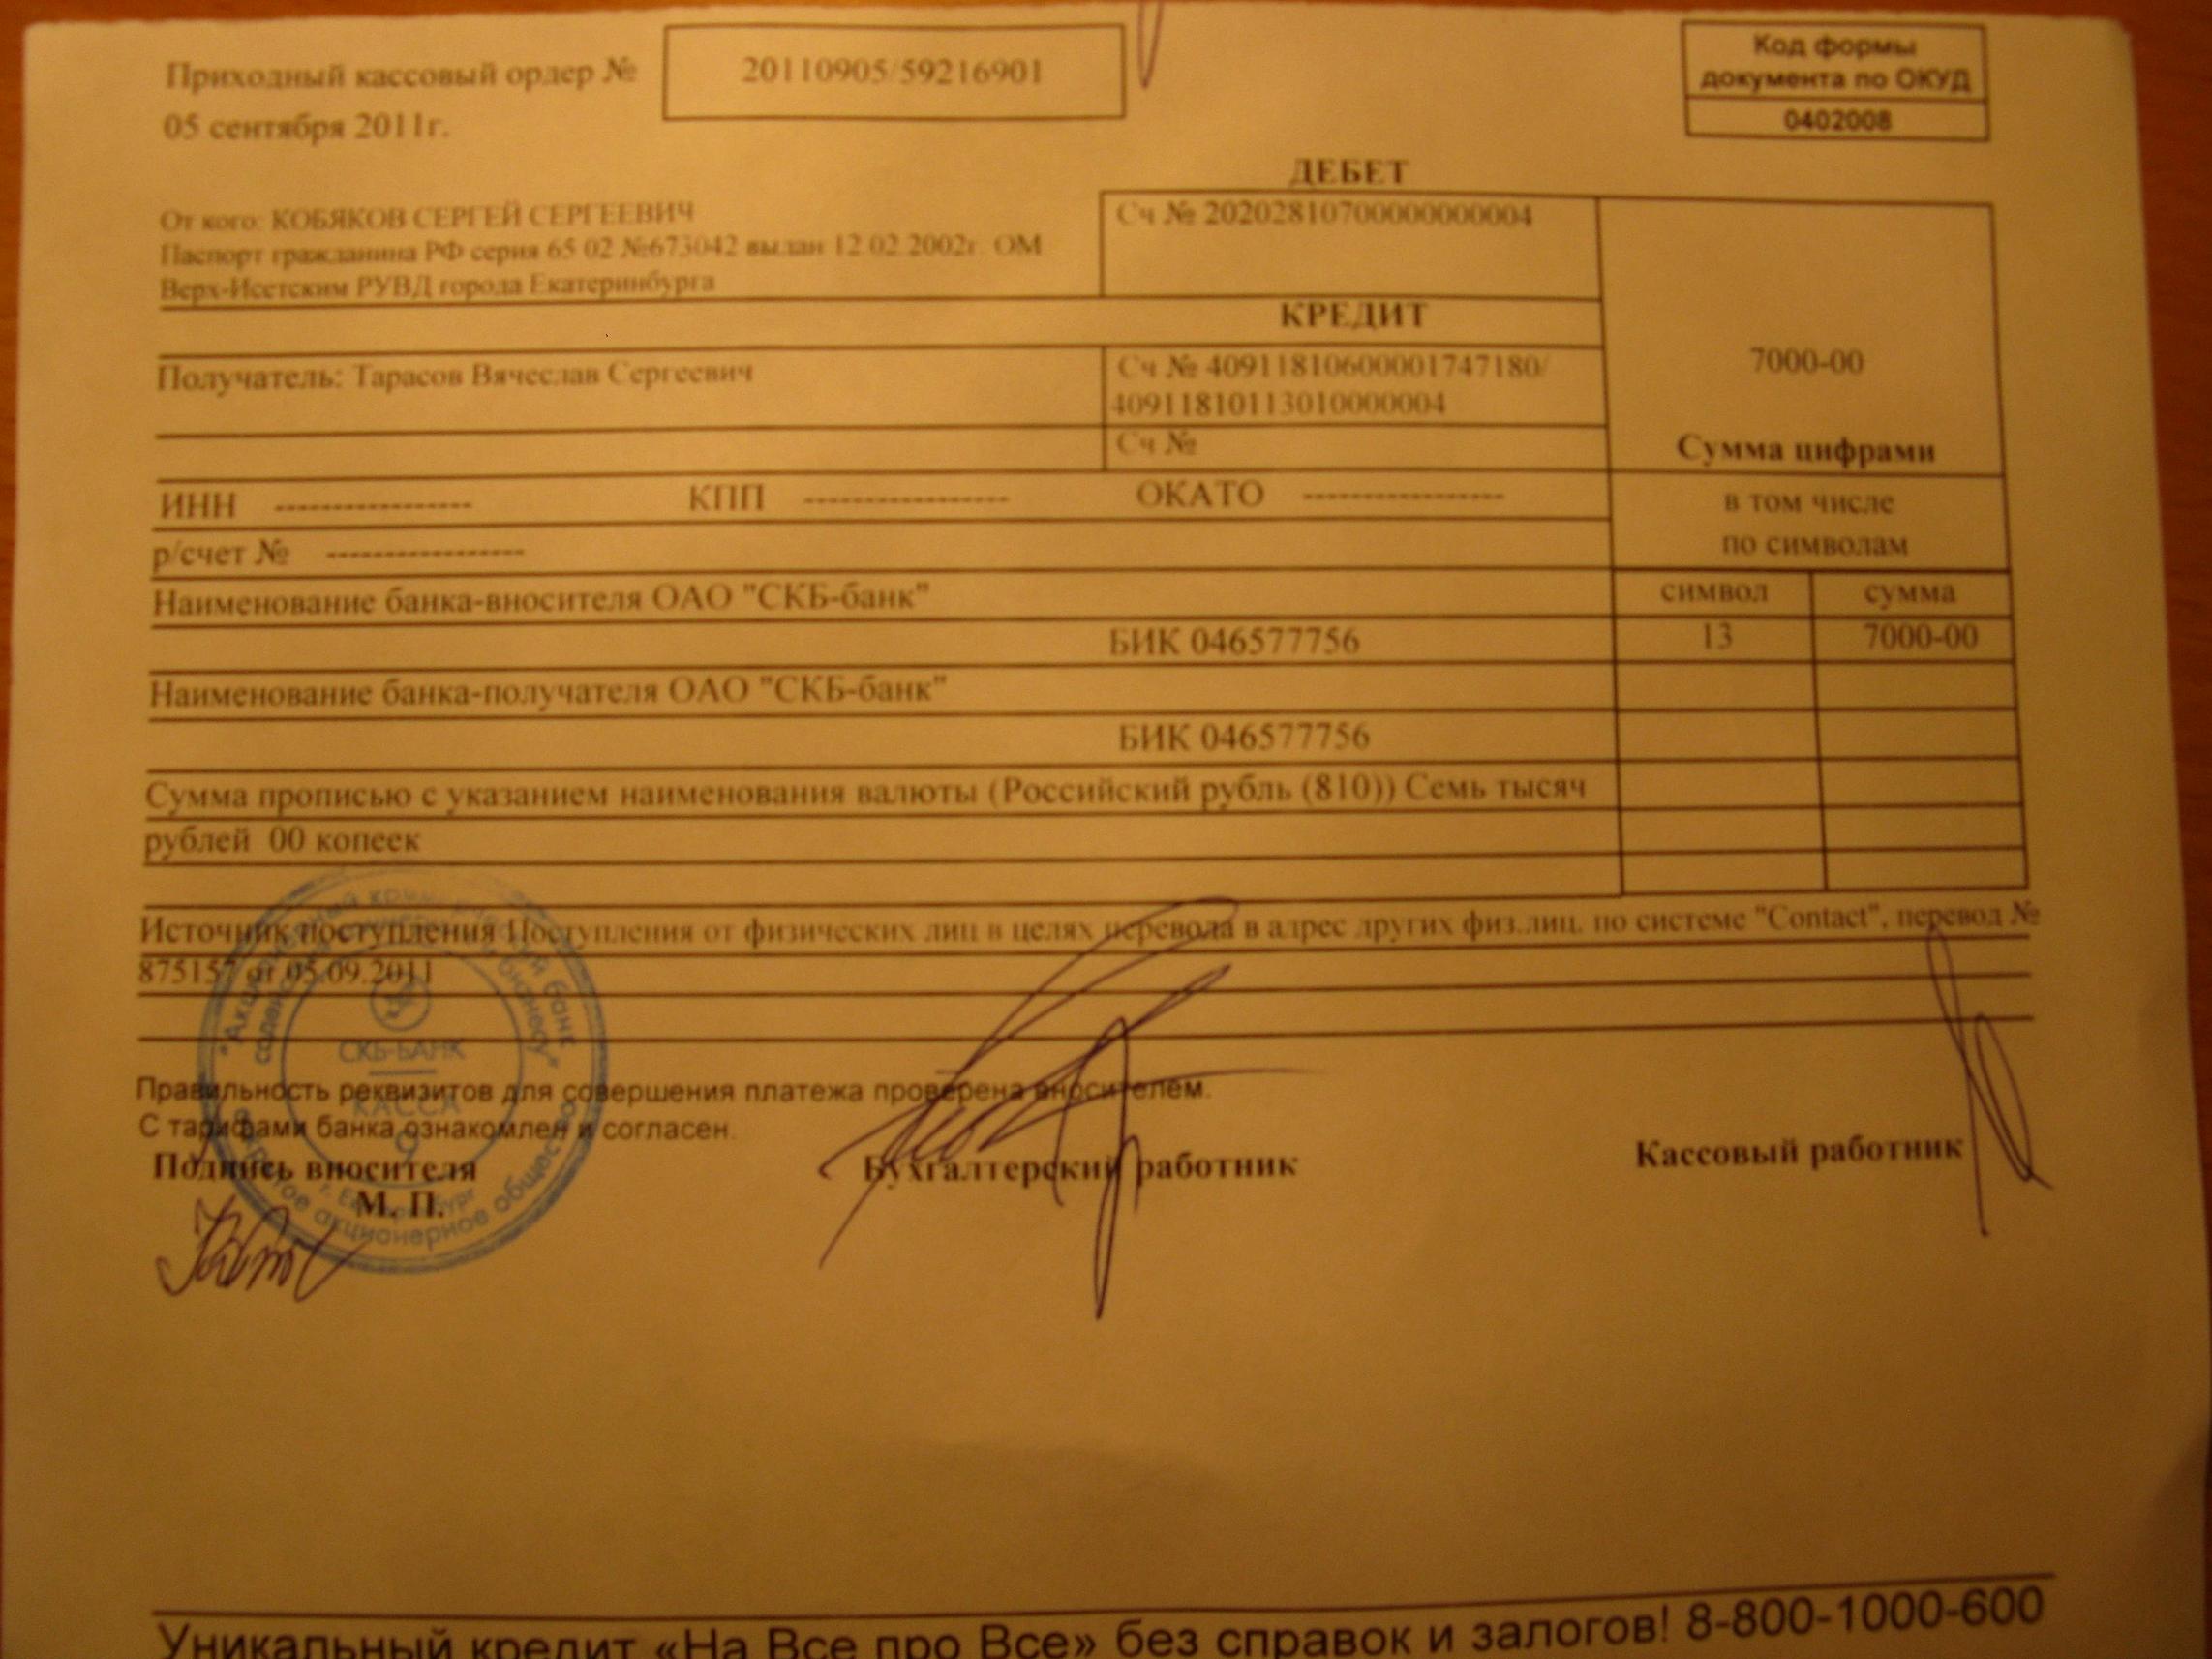 Приходный кассовый ордер № 20110905/59216901
Код формы
документа по ОКУД
0402008
05 сентября 2011г.
ДЕБЕТ
От кого: КОБЯКОВ СЕРГЕЙ СЕРГЕЕВИЧ
Паспорт гражданина РФ серия 65 02 №673042 выдан 12.02.2002г. ОМ
Верх-Исетским РУВД города Екатеринбурга
Сч № 20202810700000000004
КРЕДИТ
Получатель: Тарасов Вячеслав Сергеевич
Сч № 40911810600001747180/
40911810113010000004
Сч №
7000-00
Сумма цифрами
ИНН ----------------- КПП ------------------ ОКАТО -----------------
р/счет № -----------------
в том числе
по символам
Наименование банка-вносителя ОАО "СКБ-банк"
символ сумма
БИК 046577756
13 7000-00
Наименование банка-получателя ОАО "СКБ-банк"
БИК 046577756
Сумма прописью с указанием наименования валюты (Российский рубль (810)) Семь тысяч
рублей 00 копеек
Источник поступления Поступления от физических лиц в целях перевода в адрес других физ.лиц. по системе "Contact", перевод №
875157 от 05.09.2011
СКБ-БАНК
КАССА
9
г. Екатеринбург
акционерное общество
Правильность реквизитов для совершения платежа проверена вносителем.
С тарифами банка ознакомлен и согласен.
Подпись вносителя
М. П.
Бухгалтерский работник
Кассовый работник
Уникальный кредит «На Все про Все» без справок и залогов! 8-800-1000-600